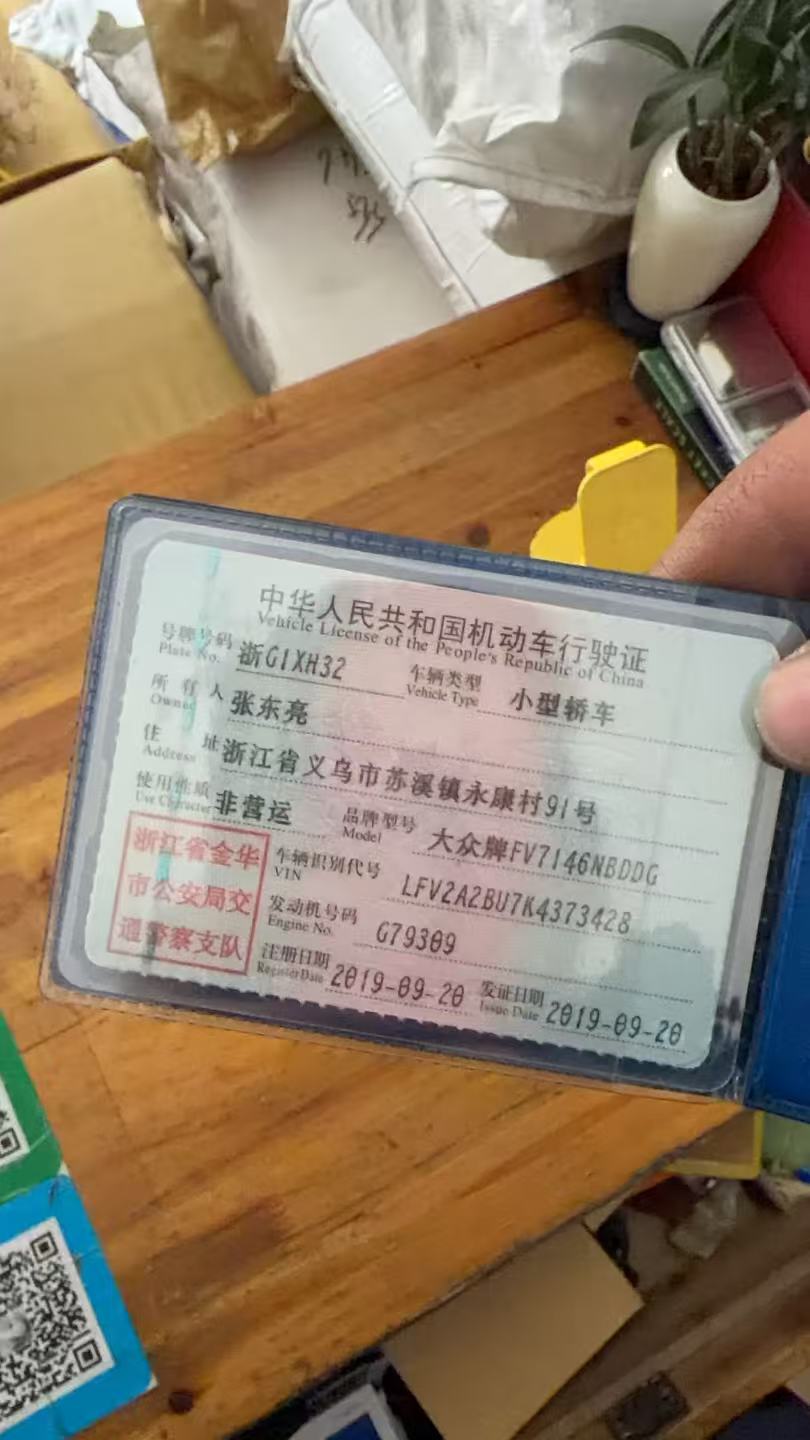 中华人民共和国机动车行驶证
Vehicle License of the People's Republic of China
号牌号码 浙G1XH32 车辆类型 小型轿车
Plate No. Vehicle Type
所有人 张东亮
Owner
住址 浙江省义乌市苏溪镇永康村91号
Address
使用性质 非营运 品牌型号 大众牌FV7146NBDDG
Use Character Model
浙江省金华
市公安局交
通警察支队
车辆识别代号 LFV2A2BU7K4373428
VIN
发动机号码 G79309
Engine No.
注册日期 2019-09-20 发证日期 2019-09-20
Register Date Issue Date